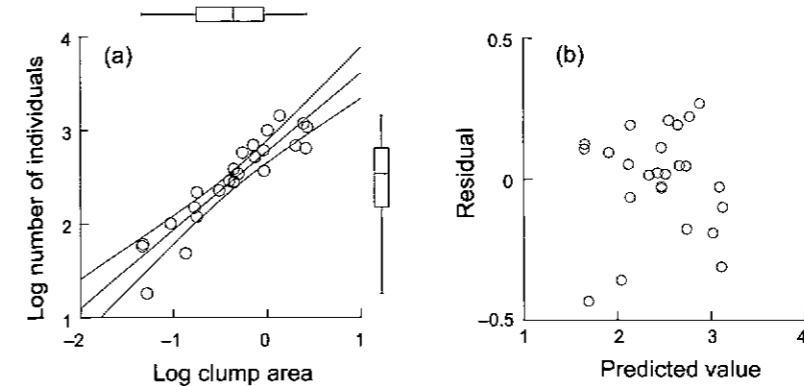 (a)
Log number of individuals
4
3
2
1
−2
−1
0
1
Log clump area
(b)
Residual
0.5
0
−0.5
1
2
3
4
Predicted value